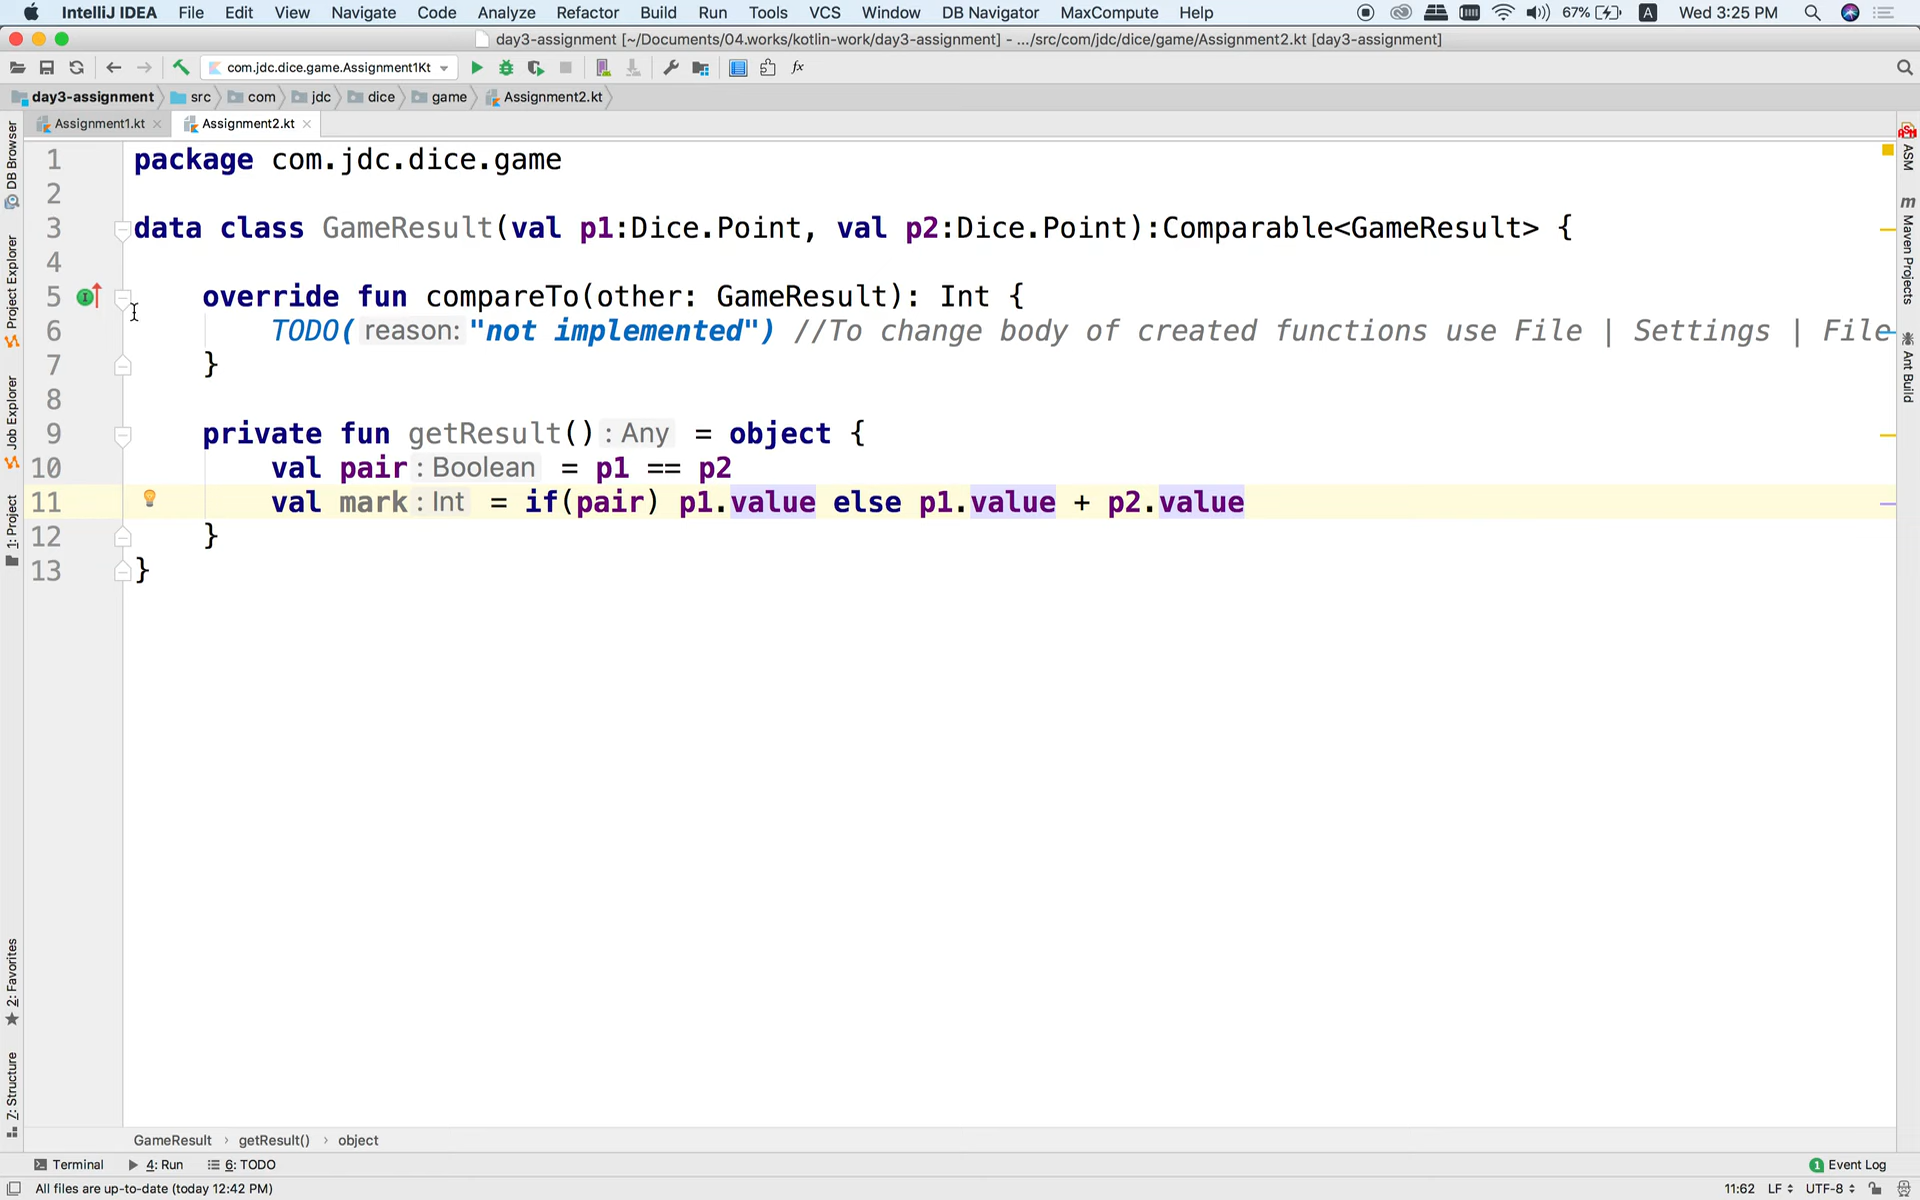 IntelliJ IDEA File Edit View Navigate Code Analyze Refactor Build Run Tools VCS Window DB Navigator MaxCompute Help 67% A Wed 3:25 PM
day3-assignment [~/Documents/04.works/kotlin-work/day3-assignment] - .../src/com/jdc/dice/game/Assignment2.kt [day3-assignment]
com.jdc.dice.game.Assignment1Kt fx
day3-assignment src com jdc dice game Assignment2.kt
Assignment1.kt Assignment2.kt
1 package com.jdc.dice.game
2
3 data class GameResult(val p1:Dice.Point, val p2:Dice.Point):Comparable<GameResult> {
4
5 override fun compareTo(other: GameResult): Int {
6 TODO( reason: "not implemented") //To change body of created functions use File | Settings | File
7 }
8
9 private fun getResult() : Any = object {
10 val pair : Boolean = p1 == p2
11 val mark : Int = if(pair) p1.value else p1.value + p2.value
12 }
13 }
DB Browser
Project Explorer
Job Explorer
1: Project
2: Favorites
Z: Structure
ASM
ASM
m Maven Projects
Ant Build
GameResult › getResult() › object
Terminal 4: Run 6: TODO 1 Event Log
All files are up-to-date (today 12:42 PM) 11:62 LF UTF-8